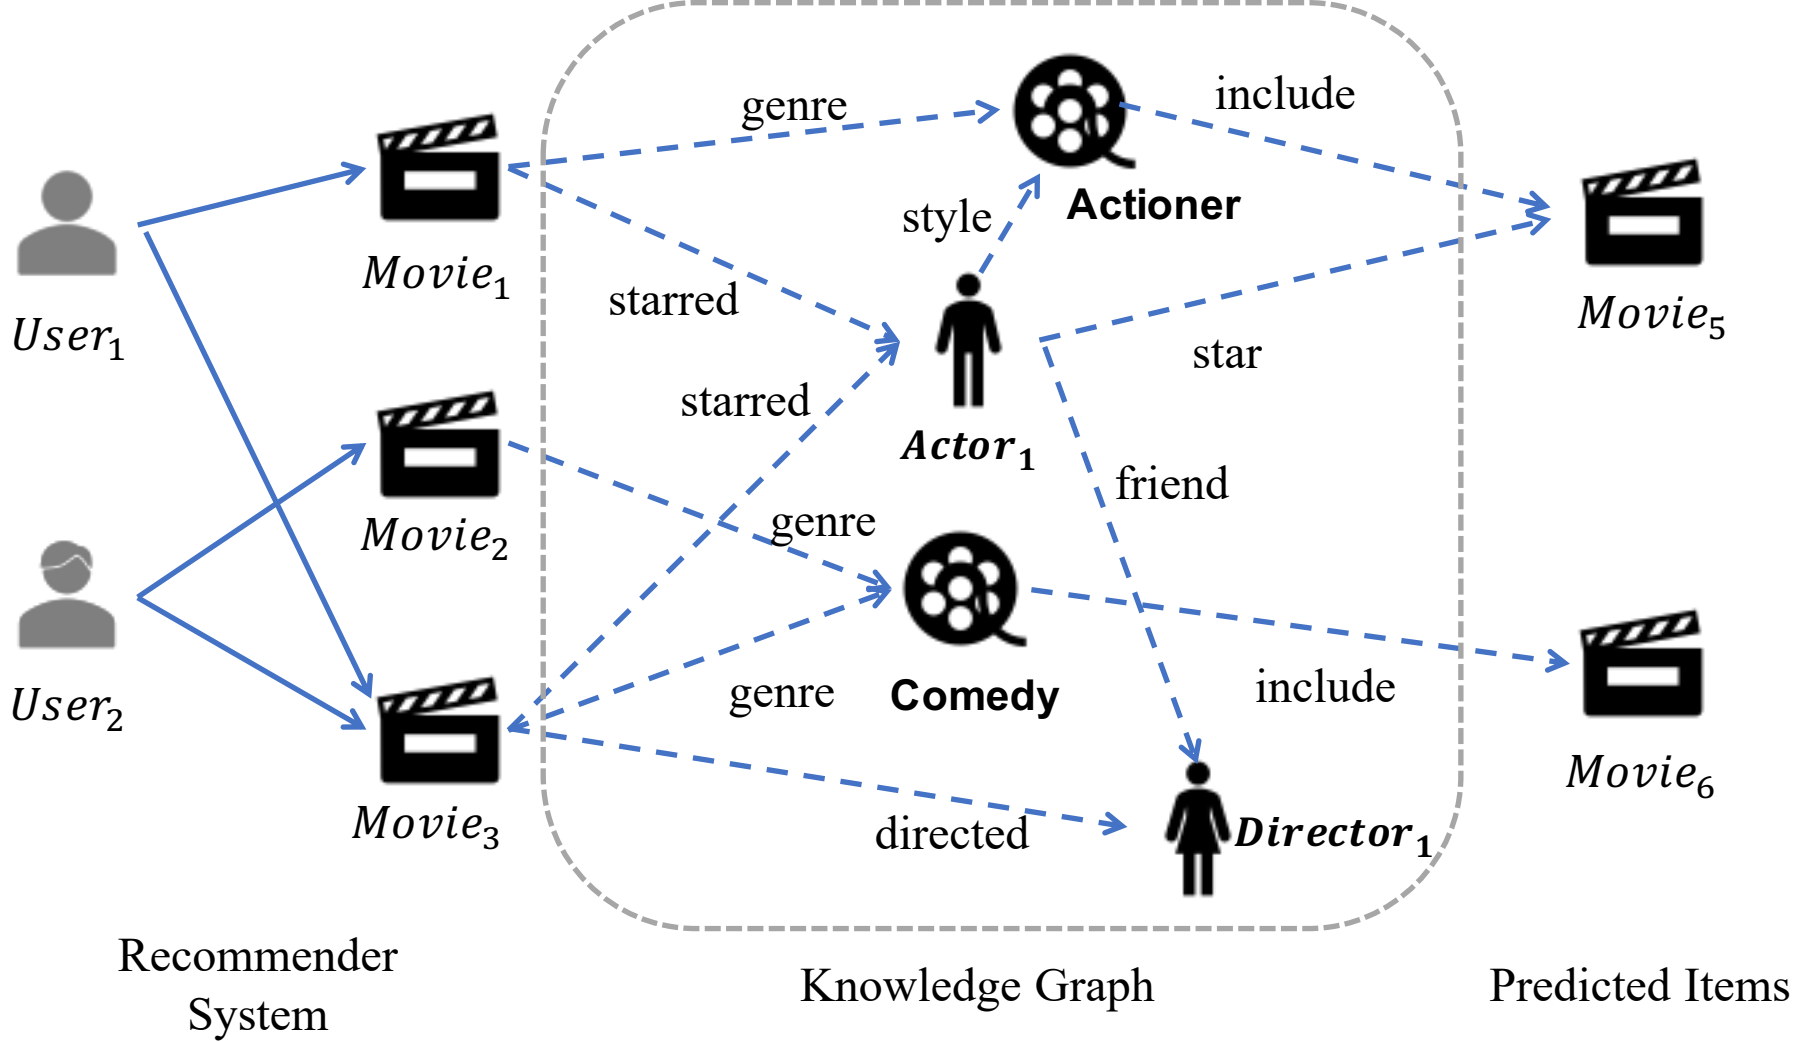 genre
include
Actioner
style
Movie₁
starred
User₁
Movie₅
star
starred
Actor₁
friend
Movie₂
genre
genre
Comedy
include
User₂
Movie₆
Movie₃
directed
Director₁
Recommender
System
Knowledge Graph
Predicted Items